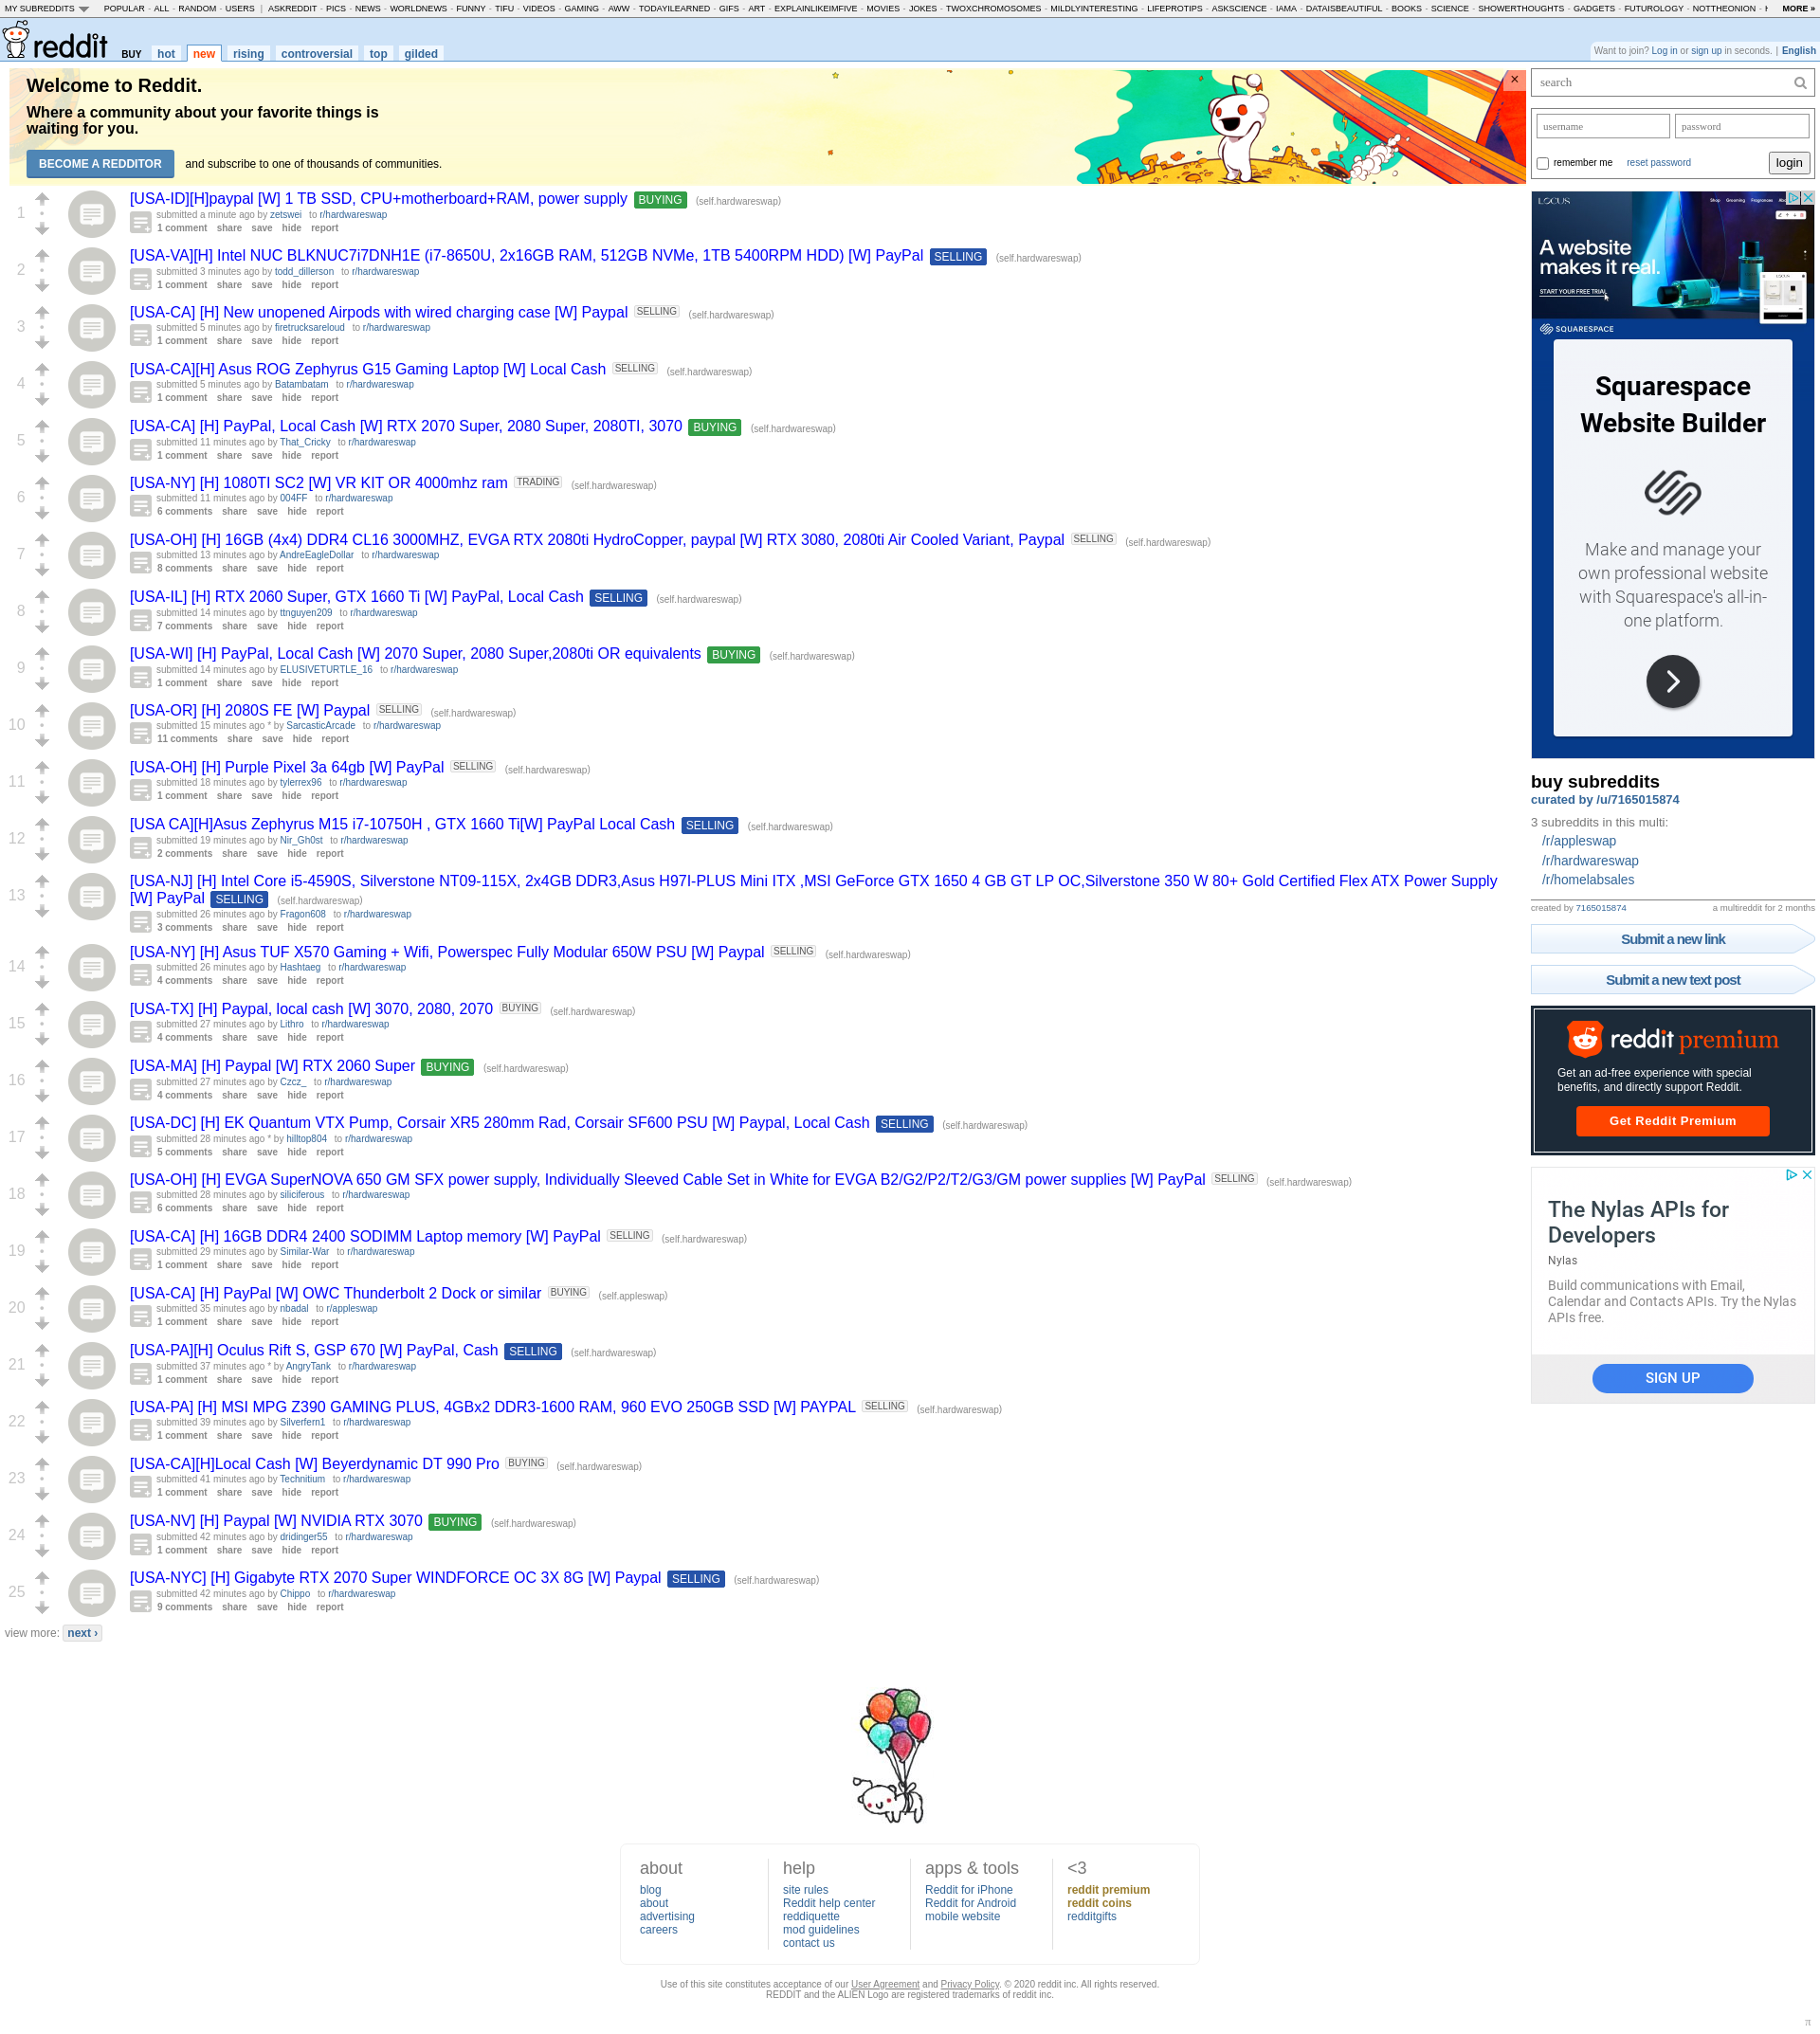 MY SUBREDDITS POPULAR - ALL - RANDOM - USERS | ASKREDDIT - PICS - NEWS - WORLDNEWS - FUNNY - TIFU - VIDEOS - GAMING - AWW - TODAYILEARNED - GIFS - ART - EXPLAINLIKEIMFIVE - MOVIES - JOKES - TWOXCHROMOSOMES - MILDLYINTERESTING - LIFEPROTIPS - ASKSCIENCE - IAMA - DATAISBEAUTIFUL - BOOKS - SCIENCE - SHOWERTHOUGHTS - GADGETS - FUTUROLOGY - NOTTHEONION - MORE »
reddit BUY hot new rising controversial top gilded
Want to join? Log in or sign up in seconds. | English
Welcome to Reddit.
Where a community about your favorite things is
waiting for you.
BECOME A REDDITOR and subscribe to one of thousands of communities.
×
1
[USA-ID][H]paypal [W] 1 TB SSD, CPU+motherboard+RAM, power supply BUYING (self.hardwareswap)
submitted a minute ago by zetswei to r/hardwareswap
1 comment share save hide report
2
[USA-VA][H] Intel NUC BLKNUC7i7DNH1E (i7-8650U, 2x16GB RAM, 512GB NVMe, 1TB 5400RPM HDD) [W] PayPal SELLING (self.hardwareswap)
submitted 3 minutes ago by todd_dillerson to r/hardwareswap
1 comment share save hide report
3
[USA-CA] [H] New unopened Airpods with wired charging case [W] Paypal SELLING (self.hardwareswap)
submitted 5 minutes ago by firetrucksareloud to r/hardwareswap
1 comment share save hide report
4
[USA-CA][H] Asus ROG Zephyrus G15 Gaming Laptop [W] Local Cash SELLING (self.hardwareswap)
submitted 5 minutes ago by Batambatam to r/hardwareswap
1 comment share save hide report
5
[USA-CA] [H] PayPal, Local Cash [W] RTX 2070 Super, 2080 Super, 2080TI, 3070 BUYING (self.hardwareswap)
submitted 11 minutes ago by That_Cricky to r/hardwareswap
1 comment share save hide report
6
[USA-NY] [H] 1080TI SC2 [W] VR KIT OR 4000mhz ram TRADING (self.hardwareswap)
submitted 11 minutes ago by 004FF to r/hardwareswap
6 comments share save hide report
7
[USA-OH] [H] 16GB (4x4) DDR4 CL16 3000MHZ, EVGA RTX 2080ti HydroCopper, paypal [W] RTX 3080, 2080ti Air Cooled Variant, Paypal SELLING (self.hardwareswap)
submitted 13 minutes ago by AndreEagleDollar to r/hardwareswap
8 comments share save hide report
8
[USA-IL] [H] RTX 2060 Super, GTX 1660 Ti [W] PayPal, Local Cash SELLING (self.hardwareswap)
submitted 14 minutes ago by ttnguyen209 to r/hardwareswap
7 comments share save hide report
9
[USA-WI] [H] PayPal, Local Cash [W] 2070 Super, 2080 Super,2080ti OR equivalents BUYING (self.hardwareswap)
submitted 14 minutes ago by ELUSIVETURTLE_16 to r/hardwareswap
1 comment share save hide report
10
[USA-OR] [H] 2080S FE [W] Paypal SELLING (self.hardwareswap)
submitted 15 minutes ago * by SarcasticArcade to r/hardwareswap
11 comments share save hide report
11
[USA-OH] [H] Purple Pixel 3a 64gb [W] PayPal SELLING (self.hardwareswap)
submitted 18 minutes ago by tylerrex96 to r/hardwareswap
1 comment share save hide report
12
[USA CA][H]Asus Zephyrus M15 i7-10750H , GTX 1660 Ti[W] PayPal Local Cash SELLING (self.hardwareswap)
submitted 19 minutes ago by Nir_Gh0st to r/hardwareswap
2 comments share save hide report
13
[USA-NJ] [H] Intel Core i5-4590S, Silverstone NT09-115X, 2x4GB DDR3,Asus H97I-PLUS Mini ITX ,MSI GeForce GTX 1650 4 GB GT LP OC,Silverstone 350 W 80+ Gold Certified Flex ATX Power Supply
[W] PayPal SELLING (self.hardwareswap)
submitted 26 minutes ago by Fragon608 to r/hardwareswap
3 comments share save hide report
14
[USA-NY] [H] Asus TUF X570 Gaming + Wifi, Powerspec Fully Modular 650W PSU [W] Paypal SELLING (self.hardwareswap)
submitted 26 minutes ago by Hashtaeg to r/hardwareswap
4 comments share save hide report
15
[USA-TX] [H] Paypal, local cash [W] 3070, 2080, 2070 BUYING (self.hardwareswap)
submitted 27 minutes ago by Lithro to r/hardwareswap
4 comments share save hide report
16
[USA-MA] [H] Paypal [W] RTX 2060 Super BUYING (self.hardwareswap)
submitted 27 minutes ago by Czcz_ to r/hardwareswap
4 comments share save hide report
17
[USA-DC] [H] EK Quantum VTX Pump, Corsair XR5 280mm Rad, Corsair SF600 PSU [W] Paypal, Local Cash SELLING (self.hardwareswap)
submitted 28 minutes ago * by hilltop804 to r/hardwareswap
5 comments share save hide report
18
[USA-OH] [H] EVGA SuperNOVA 650 GM SFX power supply, Individually Sleeved Cable Set in White for EVGA B2/G2/P2/T2/G3/GM power supplies [W] PayPal SELLING (self.hardwareswap)
submitted 28 minutes ago by siliciferous to r/hardwareswap
6 comments share save hide report
19
[USA-CA] [H] 16GB DDR4 2400 SODIMM Laptop memory [W] PayPal SELLING (self.hardwareswap)
submitted 29 minutes ago by Similar-War to r/hardwareswap
1 comment share save hide report
20
[USA-CA] [H] PayPal [W] OWC Thunderbolt 2 Dock or similar BUYING (self.appleswap)
submitted 35 minutes ago by nbadal to r/appleswap
1 comment share save hide report
21
[USA-PA][H] Oculus Rift S, GSP 670 [W] PayPal, Cash SELLING (self.hardwareswap)
submitted 37 minutes ago * by AngryTank to r/hardwareswap
1 comment share save hide report
22
[USA-PA] [H] MSI MPG Z390 GAMING PLUS, 4GBx2 DDR3-1600 RAM, 960 EVO 250GB SSD [W] PAYPAL SELLING (self.hardwareswap)
submitted 39 minutes ago by Silverfern1 to r/hardwareswap
1 comment share save hide report
23
[USA-CA][H]Local Cash [W] Beyerdynamic DT 990 Pro BUYING (self.hardwareswap)
submitted 41 minutes ago by Technitium to r/hardwareswap
1 comment share save hide report
24
[USA-NV] [H] Paypal [W] NVIDIA RTX 3070 BUYING (self.hardwareswap)
submitted 42 minutes ago by dridinger55 to r/hardwareswap
1 comment share save hide report
25
[USA-NYC] [H] Gigabyte RTX 2070 Super WINDFORCE OC 3X 8G [W] Paypal SELLING (self.hardwareswap)
submitted 42 minutes ago by Chippo to r/hardwareswap
9 comments share save hide report
view more: next ›
search
username password
remember me reset password login
LOCUS
A website
makes it real.
START YOUR FREE TRIAL
SQUARESPACE
Squarespace
Website Builder
Make and manage your
own professional website
with Squarespace's all-in-
one platform.
buy subreddits
curated by /u/7165015874
3 subreddits in this multi:
/r/appleswap
/r/hardwareswap
/r/homelabsales
created by 7165015874 a multireddit for 2 months
Submit a new link
Submit a new text post
reddit premium
Get an ad-free experience with special
benefits, and directly support Reddit.
Get Reddit Premium
The Nylas APIs for
Developers
Nylas
Build communications with Email,
Calendar and Contacts APIs. Try the Nylas
APIs free.
SIGN UP
about
blog
about
advertising
careers
help
site rules
Reddit help center
reddiquette
mod guidelines
contact us
apps & tools
Reddit for iPhone
Reddit for Android
mobile website
<3
reddit premium
reddit coins
redditgifts
Use of this site constitutes acceptance of our User Agreement and Privacy Policy. © 2020 reddit inc. All rights reserved.
REDDIT and the ALIEN Logo are registered trademarks of reddit inc.
π